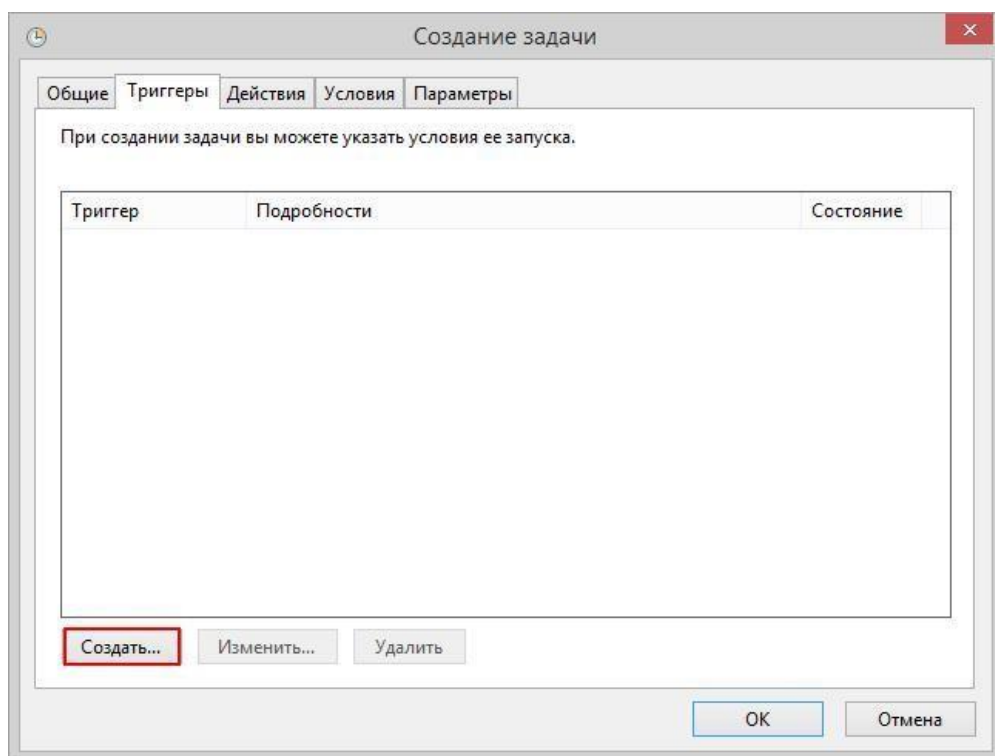 Создание задачи
Общие Триггеры Действия Условия Параметры
При создании задачи вы можете указать условия ее запуска.
Триггер Подробности Состояние
Создать... Изменить... Удалить
ОК Отмена